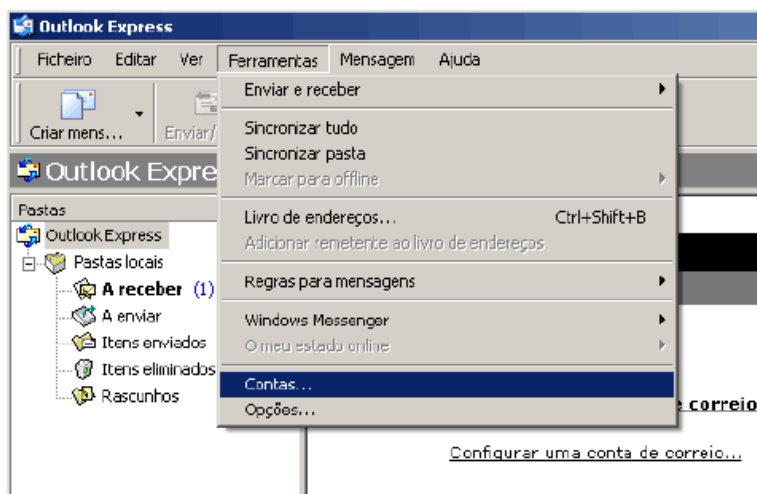 Outlook Express
Ficheiro Editar Ver Ferramentas Mensagem Ajuda
Criar mens... Enviar/
Outlook Expre
Enviar e receber
Sincronizar tudo
Sincronizar pasta
Marcar para offline
Livro de endereços... Ctrl+Shift+B
Adicionar remetente ao livro de endereços
Regras para mensagens
Windows Messenger
O meu estado online
Contas...
Opções...
Pastas
Outlook Express
Pastas locais
A receber (1)
A enviar
Itens enviados
Itens eliminados
Rascunhos
e correio
Configurar uma conta de correio...